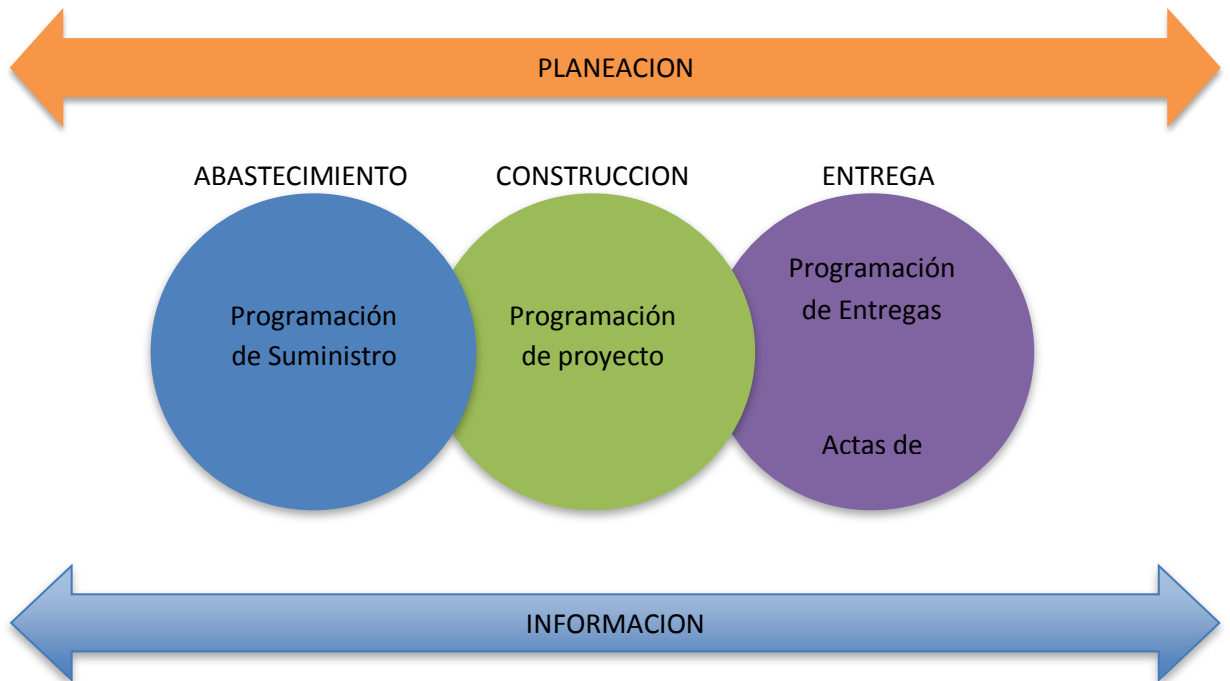 PLANEACION
ABASTECIMIENTO
CONSTRUCCION
ENTREGA
Programación
de Suministro
Programación
de proyecto
Programación
de Entregas
Actas de
INFORMACION